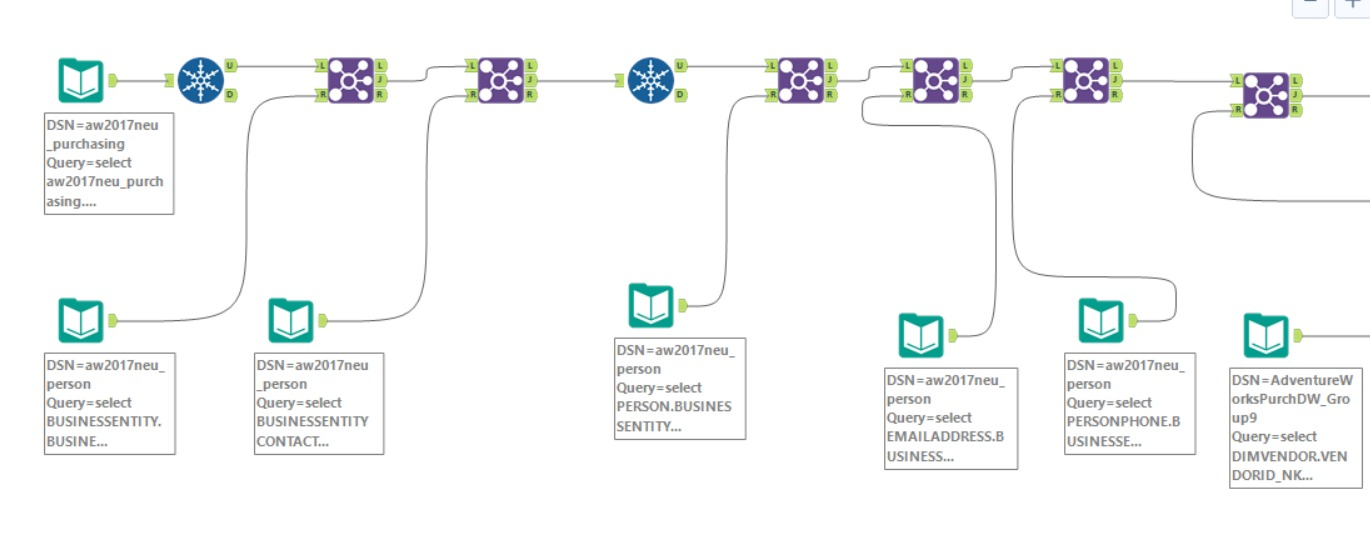 U
D
L
R
L
J
R
L
R
L
J
R
U
D
L
R
L
J
R
L
R
L
J
R
L
R
L
J
R
L
R
L
J
R
DSN=aw2017neu
_purchasing
Query=select
aw2017neu_purch
asing....
DSN=aw2017neu_
person
Query=select
BUSINESSENTITY.
BUSINE...
DSN=aw2017neu
_person
Query=select
BUSINESSENTITY
CONTACT...
DSN=aw2017neu_
person
Query=select
PERSON.BUSINES
SENTITY...
DSN=aw2017neu_
person
Query=select
EMAILADDRESS.B
USINESS...
DSN=aw2017neu_
person
Query=select
PERSONPHONE.B
USINESSE...
DSN=AdventureW
orksPurchDW_Gro
up9
Query=select
DIMVENDOR.VEN
DORID_NK...